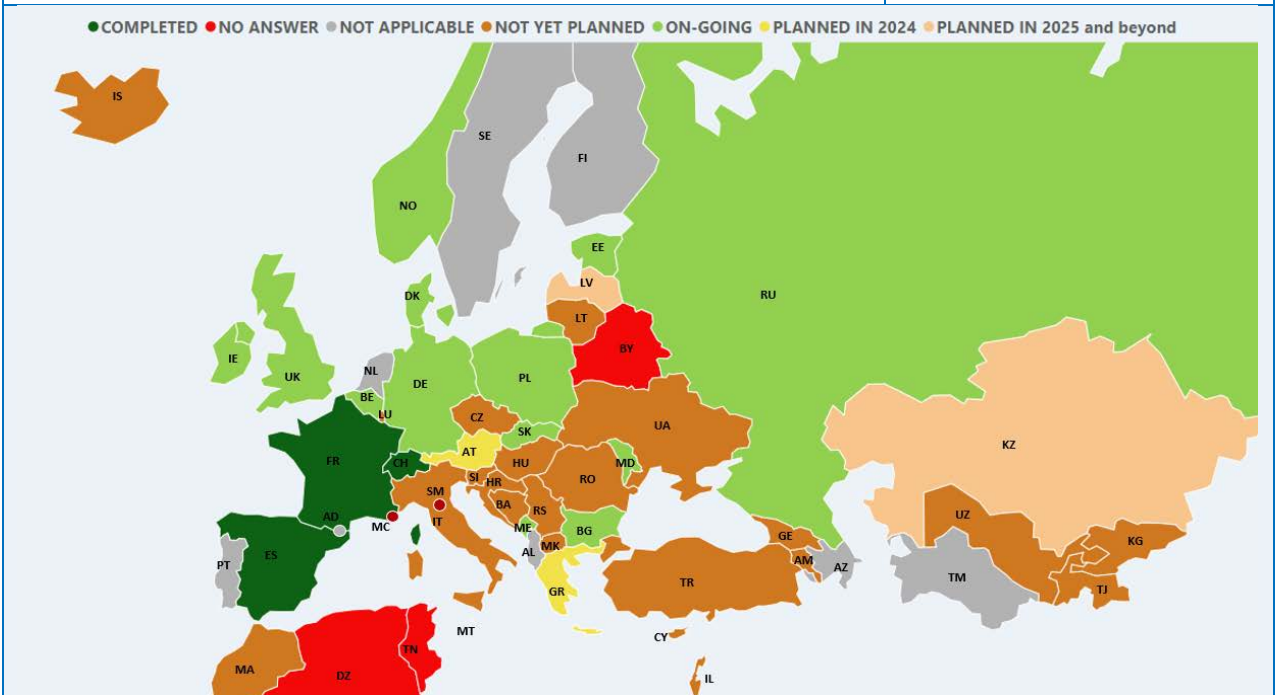 COMPLETED NO ANSWER NOT APPLICABLE NOT YET PLANNED ON-GOING PLANNED IN 2024 PLANNED IN 2025 and beyond
IS
SE
FI
NO
EE
RU
LV
DK
LT
BY
IE
UK
NL
DE
PL
BE
LU
CZ
UA
SK
KZ
FR
CH
AT
HU
MD
SI
HR
RO
SM
BA
RS
UZ
AD
MC
IT
ME
BG
GE
KG
ES
AL
MK
AM
AZ
PT
TM
TR
TJ
GR
MT
CY
TN
MA
DZ
IL